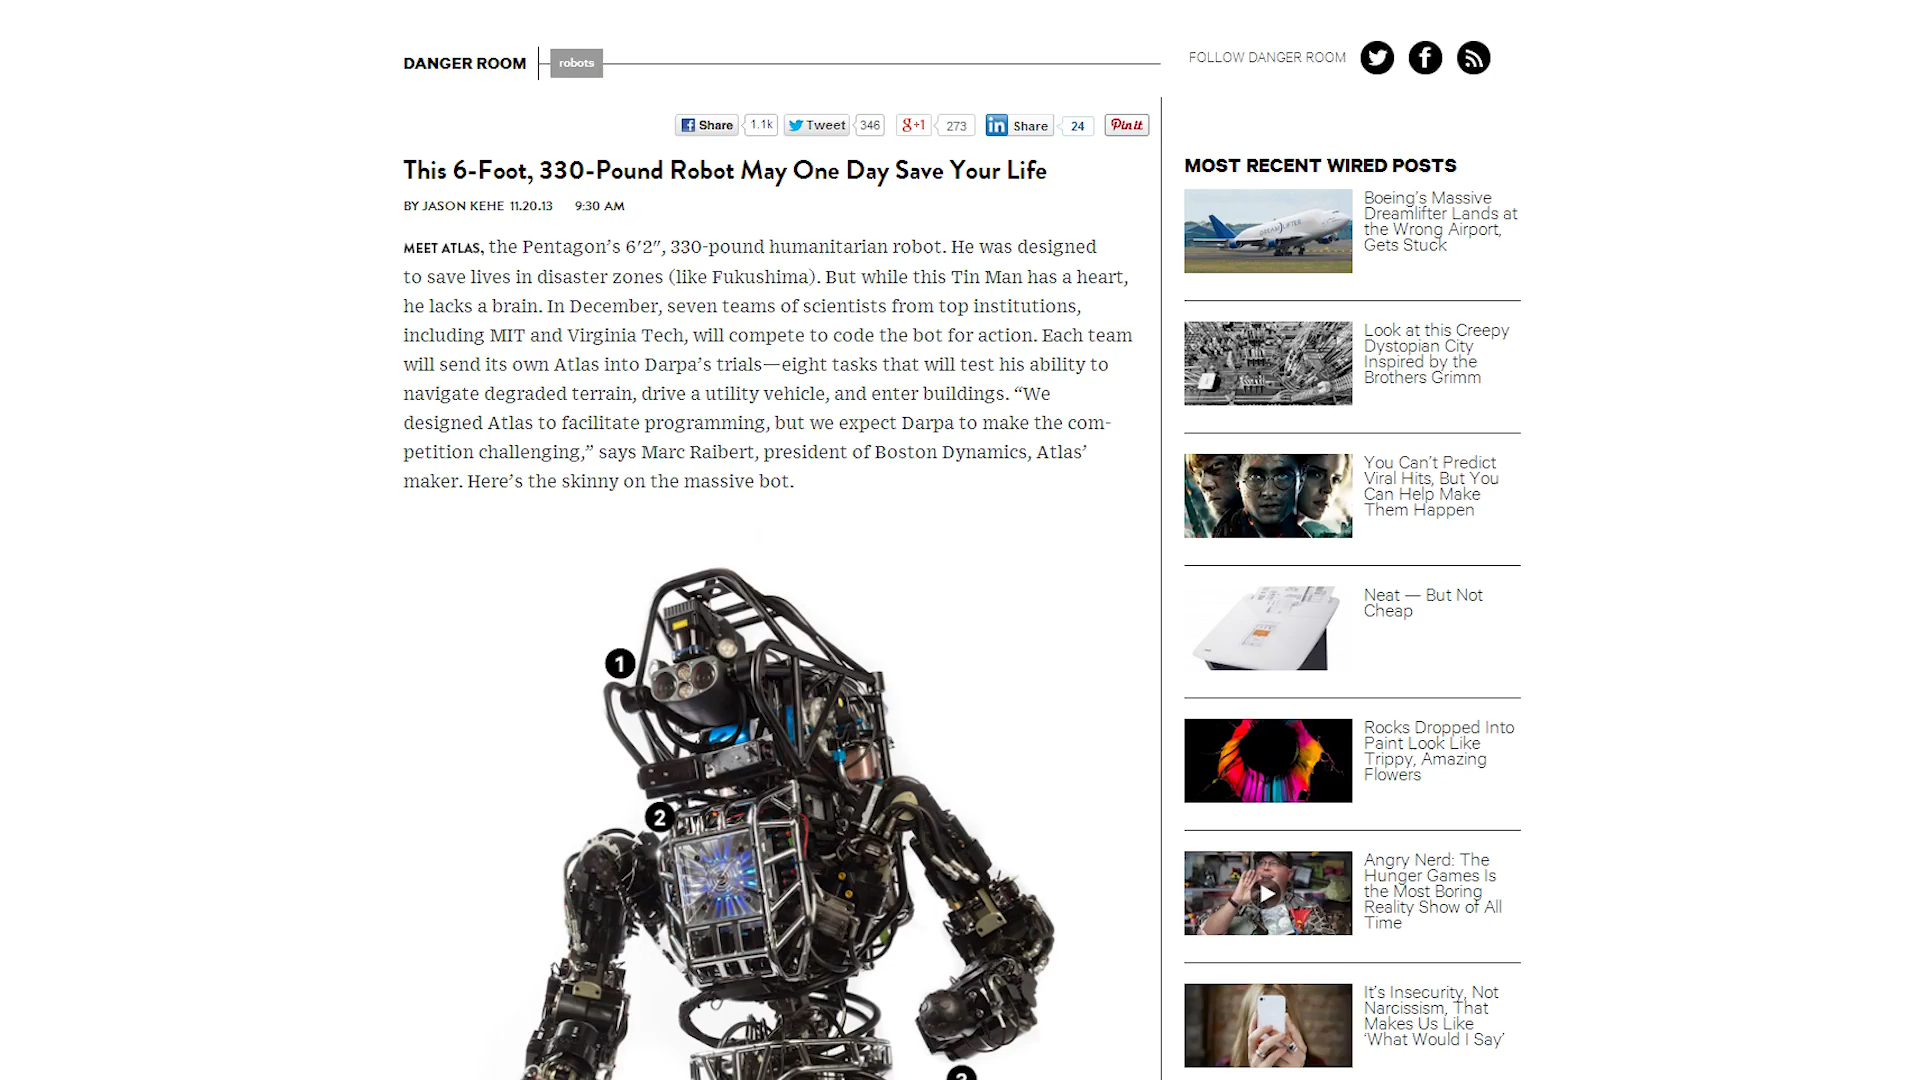 DANGER ROOM
robots
FOLLOW DANGER ROOM
Share 1.1k Tweet 346 g+1 273 in Share 24 Pin it
This 6-Foot, 330-Pound Robot May One Day Save Your Life
BY JASON KEHE 11.20.13 9:30 AM
MEET ATLAS, the Pentagon’s 6′2″, 330-pound humanitarian robot. He was designed
to save lives in disaster zones (like Fukushima). But while this Tin Man has a heart,
he lacks a brain. In December, seven teams of scientists from top institutions,
including MIT and Virginia Tech, will compete to code the bot for action. Each team
will send its own Atlas into Darpa’s trials—eight tasks that will test his ability to
navigate degraded terrain, drive a utility vehicle, and enter buildings. “We
designed Atlas to facilitate programming, but we expect Darpa to make the com-
petition challenging,” says Marc Raibert, president of Boston Dynamics, Atlas’
maker. Here’s the skinny on the massive bot.
1
2
MOST RECENT WIRED POSTS
DREAMLIFTER
Boeing’s Massive
Dreamlifter Lands at
the Wrong Airport,
Gets Stuck
Look at this Creepy
Dystopian City
Inspired by the
Brothers Grimm
You Can’t Predict
Viral Hits, But You
Can Help Make
Them Happen
Neat — But Not
Cheap
Rocks Dropped Into
Paint Look Like
Trippy, Amazing
Flowers
Angry Nerd: The
Hunger Games Is
the Most Boring
Reality Show of All
Time
It’s Insecurity, Not
Narcissism, That
Makes Us Like
‘What Would I Say’